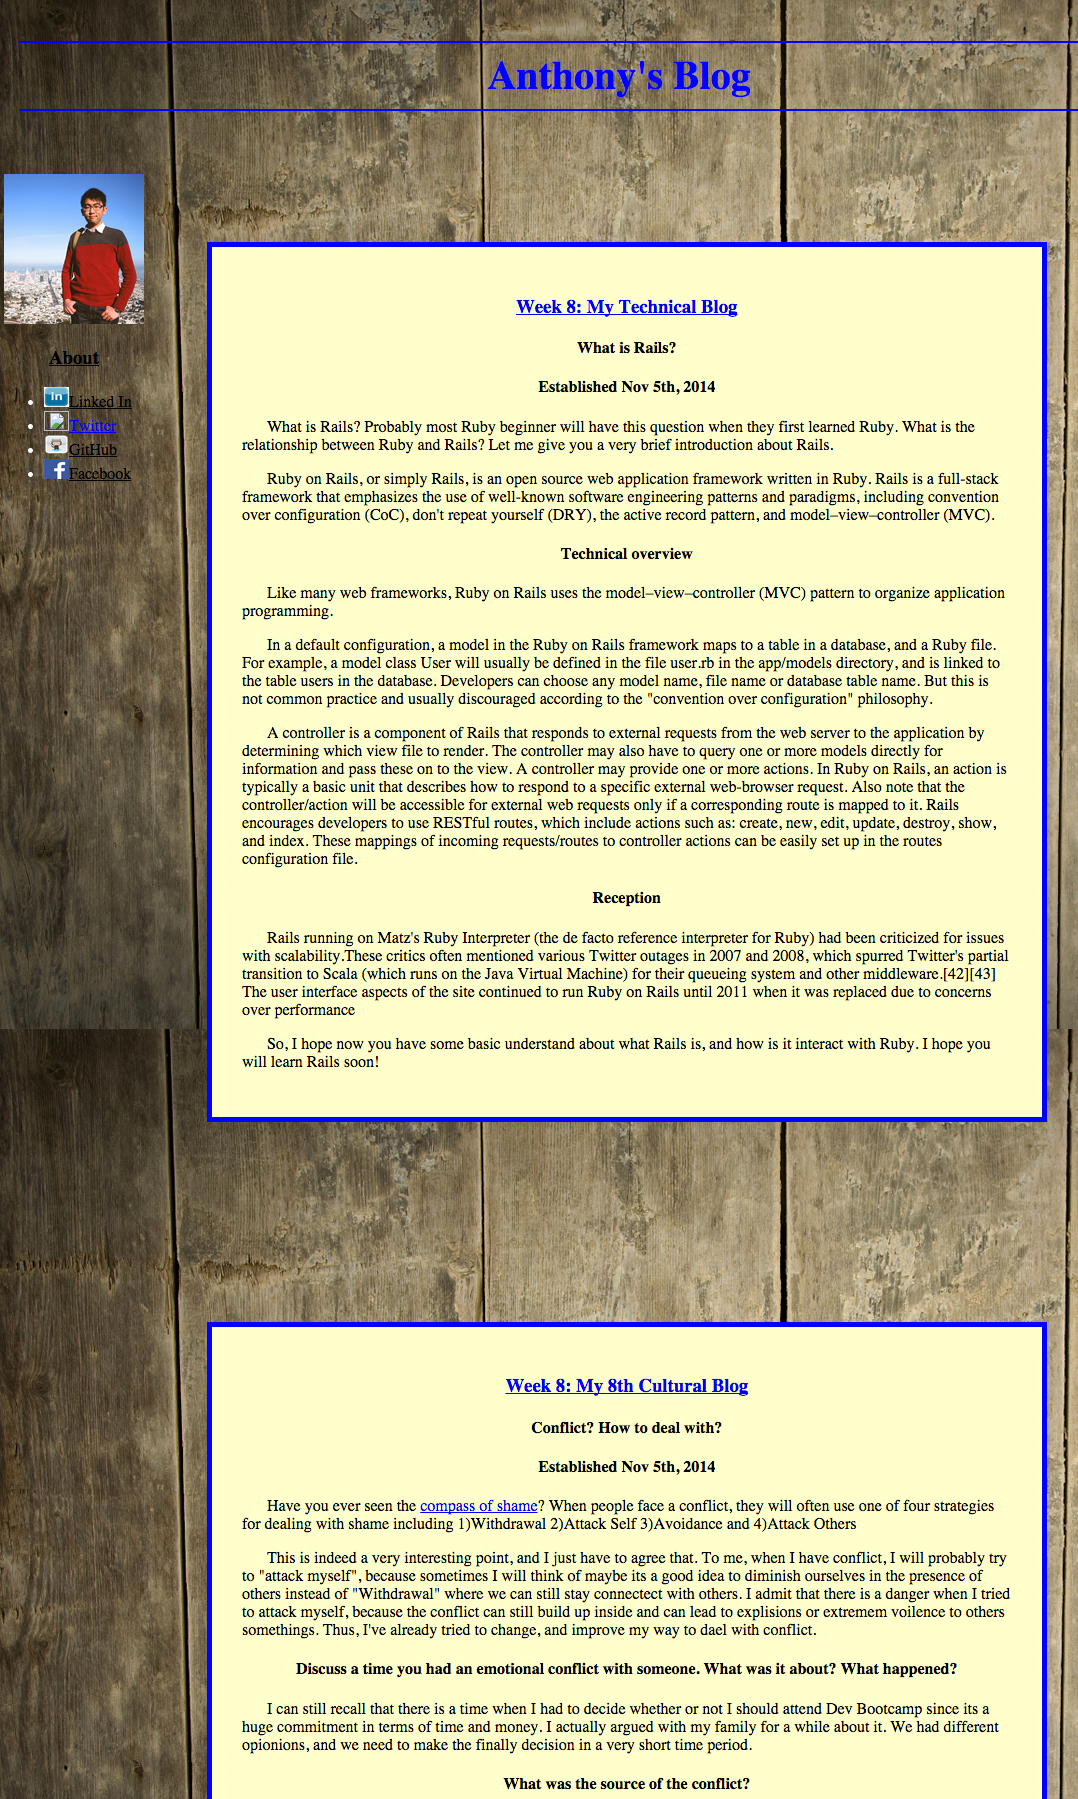 Anthony's Blog
About
Linked In
Twitter
GitHub
Facebook
Week 8: My Technical Blog
What is Rails?
Established Nov 5th, 2014
What is Rails? Probably most Ruby beginner will have this question when they first learned Ruby. What is the
relationship between Ruby and Rails? Let me give you a very brief introduction about Rails.
Ruby on Rails, or simply Rails, is an open source web application framework written in Ruby. Rails is a full-stack
framework that emphasizes the use of well-known software engineering patterns and paradigms, including convention
over configuration (CoC), don't repeat yourself (DRY), the active record pattern, and model–view–controller (MVC).
Technical overview
Like many web frameworks, Ruby on Rails uses the model–view–controller (MVC) pattern to organize application
programming.
In a default configuration, a model in the Ruby on Rails framework maps to a table in a database, and a Ruby file.
For example, a model class User will usually be defined in the file user.rb in the app/models directory, and is linked to
the table users in the database. Developers can choose any model name, file name or database table name. But this is
not common practice and usually discouraged according to the "convention over configuration" philosophy.
A controller is a component of Rails that responds to external requests from the web server to the application by
determining which view file to render. The controller may also have to query one or more models directly for
information and pass these on to the view. A controller may provide one or more actions. In Ruby on Rails, an action is
typically a basic unit that describes how to respond to a specific external web-browser request. Also note that the
controller/action will be accessible for external web requests only if a corresponding route is mapped to it. Rails
encourages developers to use RESTful routes, which include actions such as: create, new, edit, update, destroy, show,
and index. These mappings of incoming requests/routes to controller actions can be easily set up in the routes
configuration file.
Reception
Rails running on Matz's Ruby Interpreter (the de facto reference interpreter for Ruby) had been criticized for issues
with scalability.These critics often mentioned various Twitter outages in 2007 and 2008, which spurred Twitter's partial
transition to Scala (which runs on the Java Virtual Machine) for their queueing system and other middleware.[42][43]
The user interface aspects of the site continued to run Ruby on Rails until 2011 when it was replaced due to concerns
over performance
So, I hope now you have some basic understand about what Rails is, and how is it interact with Ruby. I hope you
will learn Rails soon!
Week 8: My 8th Cultural Blog
Conflict? How to deal with?
Established Nov 5th, 2014
Have you ever seen the compass of shame? When people face a conflict, they will often use one of four strategies
for dealing with shame including 1)Withdrawal 2)Attack Self 3)Avoidance and 4)Attack Others
This is indeed a very interesting point, and I just have to agree that. To me, when I have conflict, I will probably try
to "attack myself", because sometimes I will think of maybe its a good idea to diminish ourselves in the presence of
others instead of "Withdrawal" where we can still stay connectect with others. I admit that there is a danger when I tried
to attack myself, because the conflict can still build up inside and can lead to explisions or extremem voilence to others
somethings. Thus, I've already tried to change, and improve my way to dael with conflict.
Discuss a time you had an emotional conflict with someone. What was it about? What happened?
I can still recall that there is a time when I had to decide whether or not I should attend Dev Bootcamp since its a
huge commitment in terms of time and money. I actually argued with my family for a while about it. We had different
opionions, and we need to make the finally decision in a very short time period.
What was the source of the conflict?